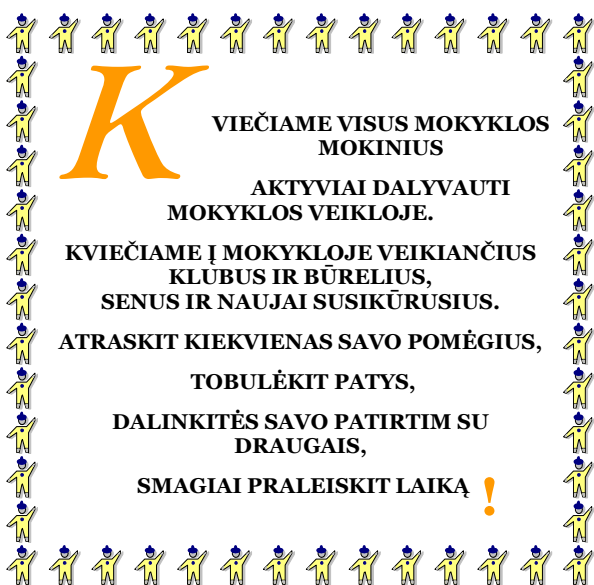 KVIEČIAME VISUS MOKYKLOS
MOKINIUS
AKTYVIAI DALYVAUTI
MOKYKLOS VEIKLOJE.
KVIEČIAME Į MOKYKLOJE VEIKIANČIUS
KLUBUS IR BŪRELIUS,
SENUS IR NAUJAI SUSIKŪRUSIUS.
ATRASKIT KIEKVIENAS SAVO POMĖGIUS,
TOBULĖKIT PATYS,
DALINKITĖS SAVO PATIRTIM SU
DRAUGAIS,
SMAGIAI PRALEISKIT LAIKĄ!